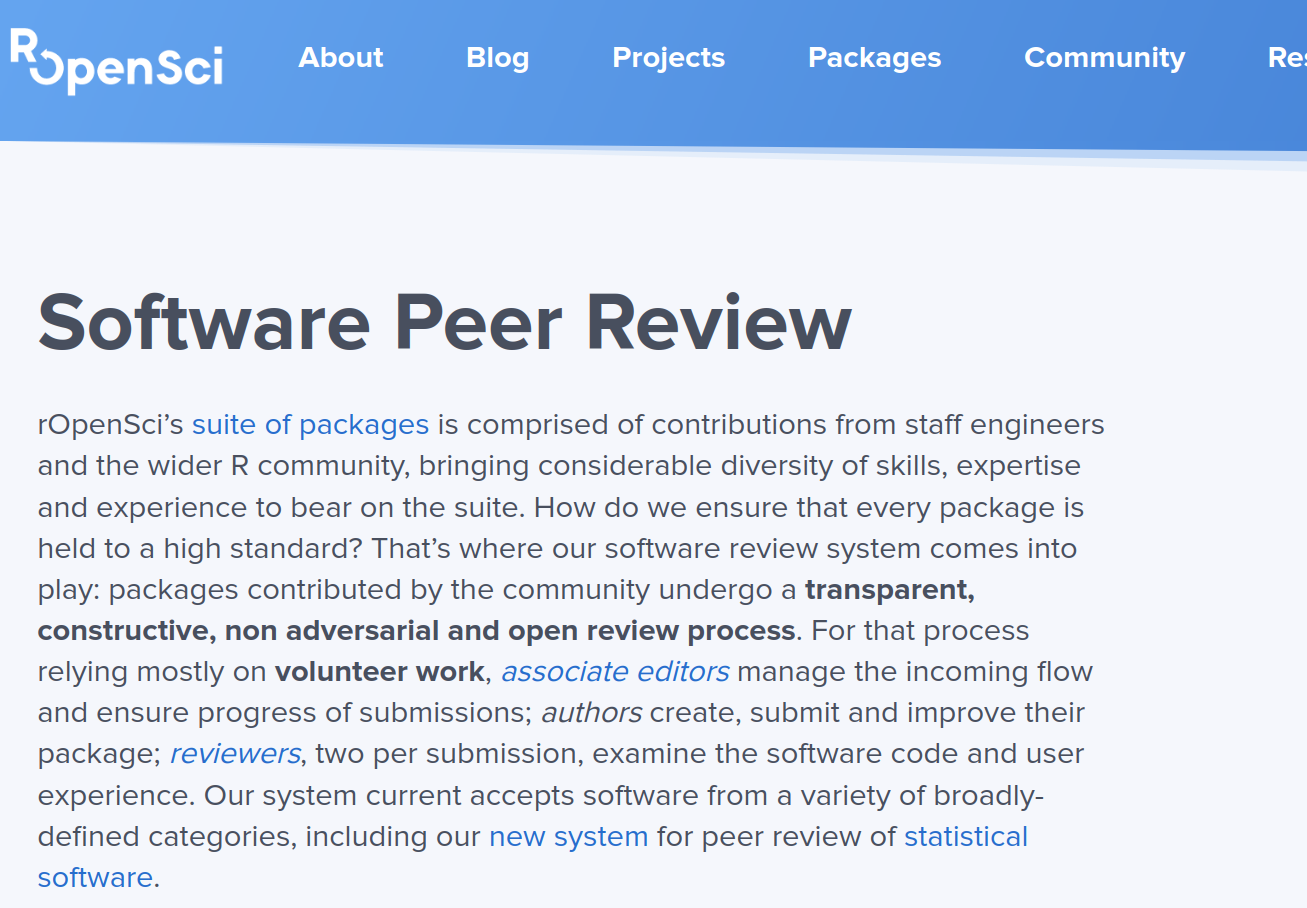 ROpenSci About Blog Projects Packages Community
Software Peer Review
rOpenSci’s suite of packages is comprised of contributions from staff engineers
and the wider R community, bringing considerable diversity of skills, expertise
and experience to bear on the suite. How do we ensure that every package is
held to a high standard? That’s where our software review system comes into
play: packages contributed by the community undergo a transparent,
constructive, non adversarial and open review process. For that process
relying mostly on volunteer work, associate editors manage the incoming flow
and ensure progress of submissions; authors create, submit and improve their
package; reviewers, two per submission, examine the software code and user
experience. Our system current accepts software from a variety of broadly-
defined categories, including our new system for peer review of statistical
software.